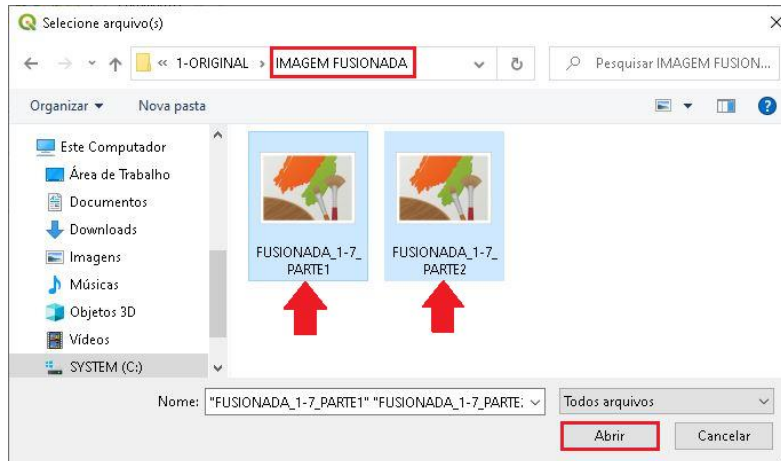 Selecione arquivo(s)
« 1-ORIGINAL › IMAGEM FUSIONADA
Pesquisar IMAGEM FUSION...
Organizar Nova pasta
Este Computador
Área de Trabalho
Documentos
Downloads
Imagens
Músicas
Objetos 3D
Vídeos
SYSTEM (C:)
FUSIONADA_1-7_
PARTE1
FUSIONADA_1-7_
PARTE2
Nome: "FUSIONADA_1-7_PARTE1" "FUSIONADA_1-7_PARTE: Todos arquivos
Abrir Cancelar